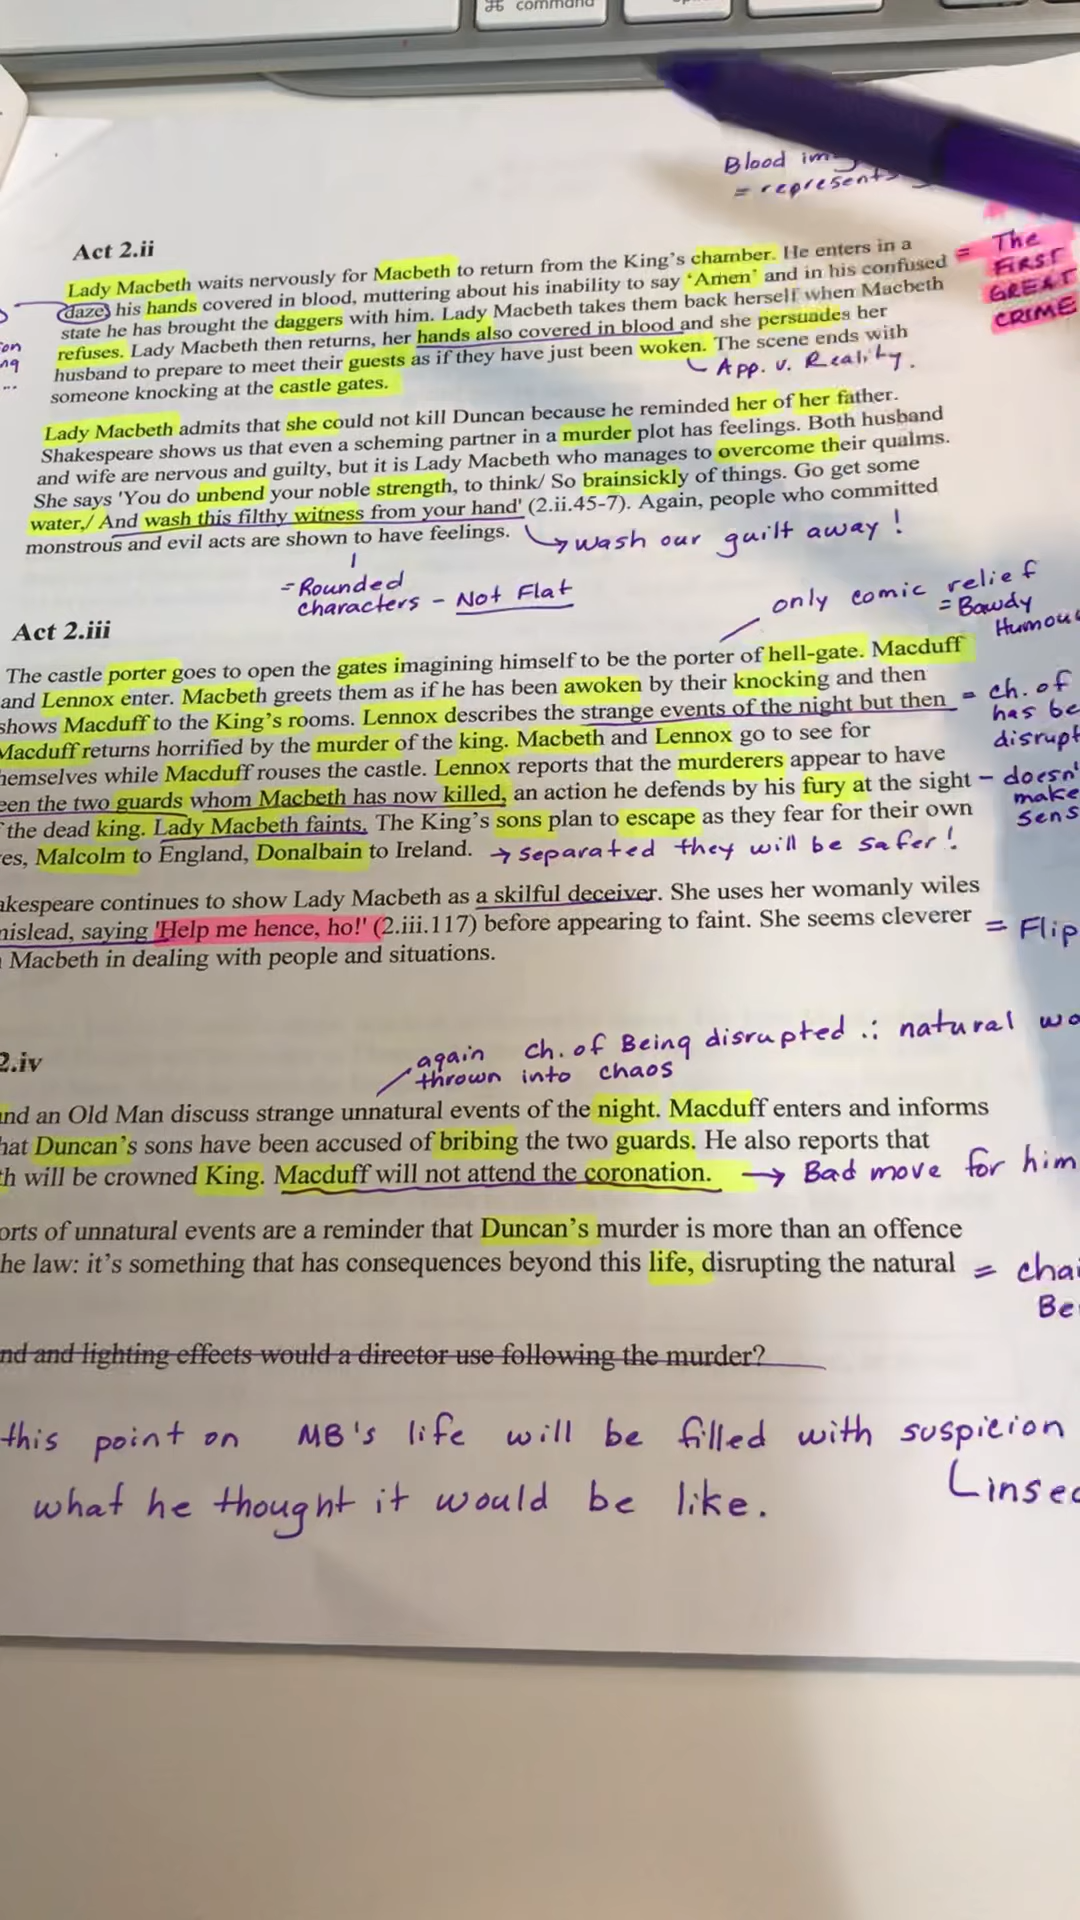 ⌘ command
Blood
= represents
Act 2.ii
= The
FIRST
GREAT
CRIME
Lady Macbeth waits nervously for Macbeth to return from the King's chamber. He enters in a
daze, his hands covered in blood, muttering about his inability to say 'Amen' and in his confused
state he has brought the daggers with him. Lady Macbeth takes them back herself when Macbeth
refuses. Lady Macbeth then returns, her hands also covered in blood and she persuades her
husband to prepare to meet their guests as if they have just been woken. The scene ends with
someone knocking at the castle gates.
App. v. Reality.
Lady Macbeth admits that she could not kill Duncan because he reminded her of her father.
Shakespeare shows us that even a scheming partner in a murder plot has feelings. Both husband
and wife are nervous and guilty, but it is Lady Macbeth who manages to overcome their qualms.
She says 'You do unbend your noble strength, to think/ So brainsickly of things. Go get some
water,/ And wash this filthy witness from your hand' (2.ii.45-7). Again, people who committed
monstrous and evil acts are shown to have feelings.
→ wash our guilt away!
= Rounded
characters - Not Flat
only comic relief
= Bawdy
Humou
Act 2.iii
The castle porter goes to open the gates imagining himself to be the porter of hell-gate. Macduff
and Lennox enter. Macbeth greets them as if he has been awoken by their knocking and then
shows Macduff to the King's rooms. Lennox describes the strange events of the night but then
Macduff returns horrified by the murder of the king. Macbeth and Lennox go to see for
hemselves while Macduff rouses the castle. Lennox reports that the murderers appear to have
een the two guards whom Macbeth has now killed, an action he defends by his fury at the sight
the dead king. Lady Macbeth faints. The King's sons plan to escape as they fear for their own
es, Malcolm to England, Donalbain to Ireland. → separated they will be safer!
= ch. of
has be
disrupt
- doesn'
make
sens
akespeare continues to show Lady Macbeth as a skilful deceiver. She uses her womanly wiles
mislead, saying 'Help me hence, ho!' (2.iii.117) before appearing to faint. She seems cleverer
Macbeth in dealing with people and situations.
= Flip
again ch. of Being disrupted ∴ natural wo
thrown into chaos
2.iv
and an Old Man discuss strange unnatural events of the night. Macduff enters and informs
hat Duncan's sons have been accused of bribing the two guards. He also reports that
th will be crowned King. Macduff will not attend the coronation. → Bad move for him
orts of unnatural events are a reminder that Duncan's murder is more than an offence
he law: it's something that has consequences beyond this life, disrupting the natural
= chai
Be
nd and lighting effects would a director use following the murder?
this point on MB's life will be filled with suspicion
what he thought it would be like.
Linsec